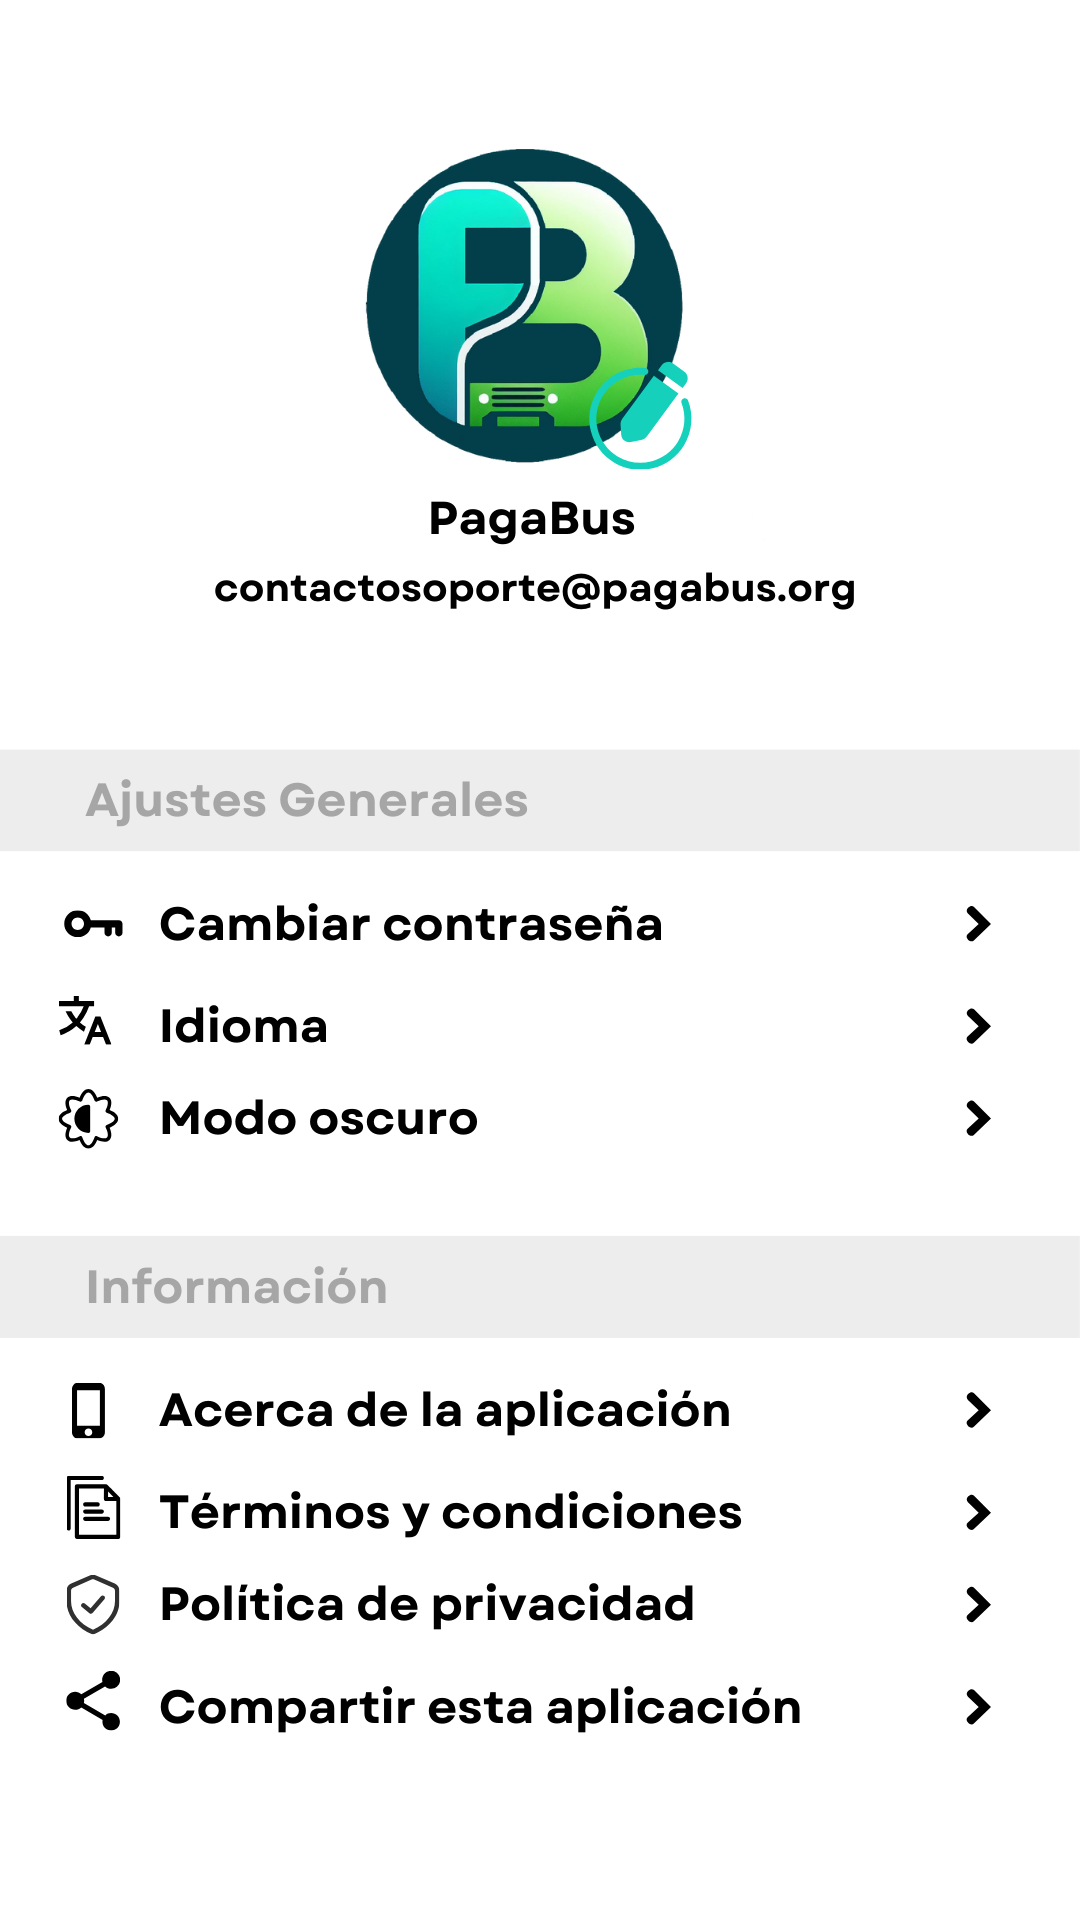 PB
PagaBus
contactosoporte@pagabus.org
Ajustes Generales
Cambiar contraseña
Idioma
Modo oscuro
Información
Acerca de la aplicación
Términos y condiciones
Política de privacidad
Compartir esta aplicación